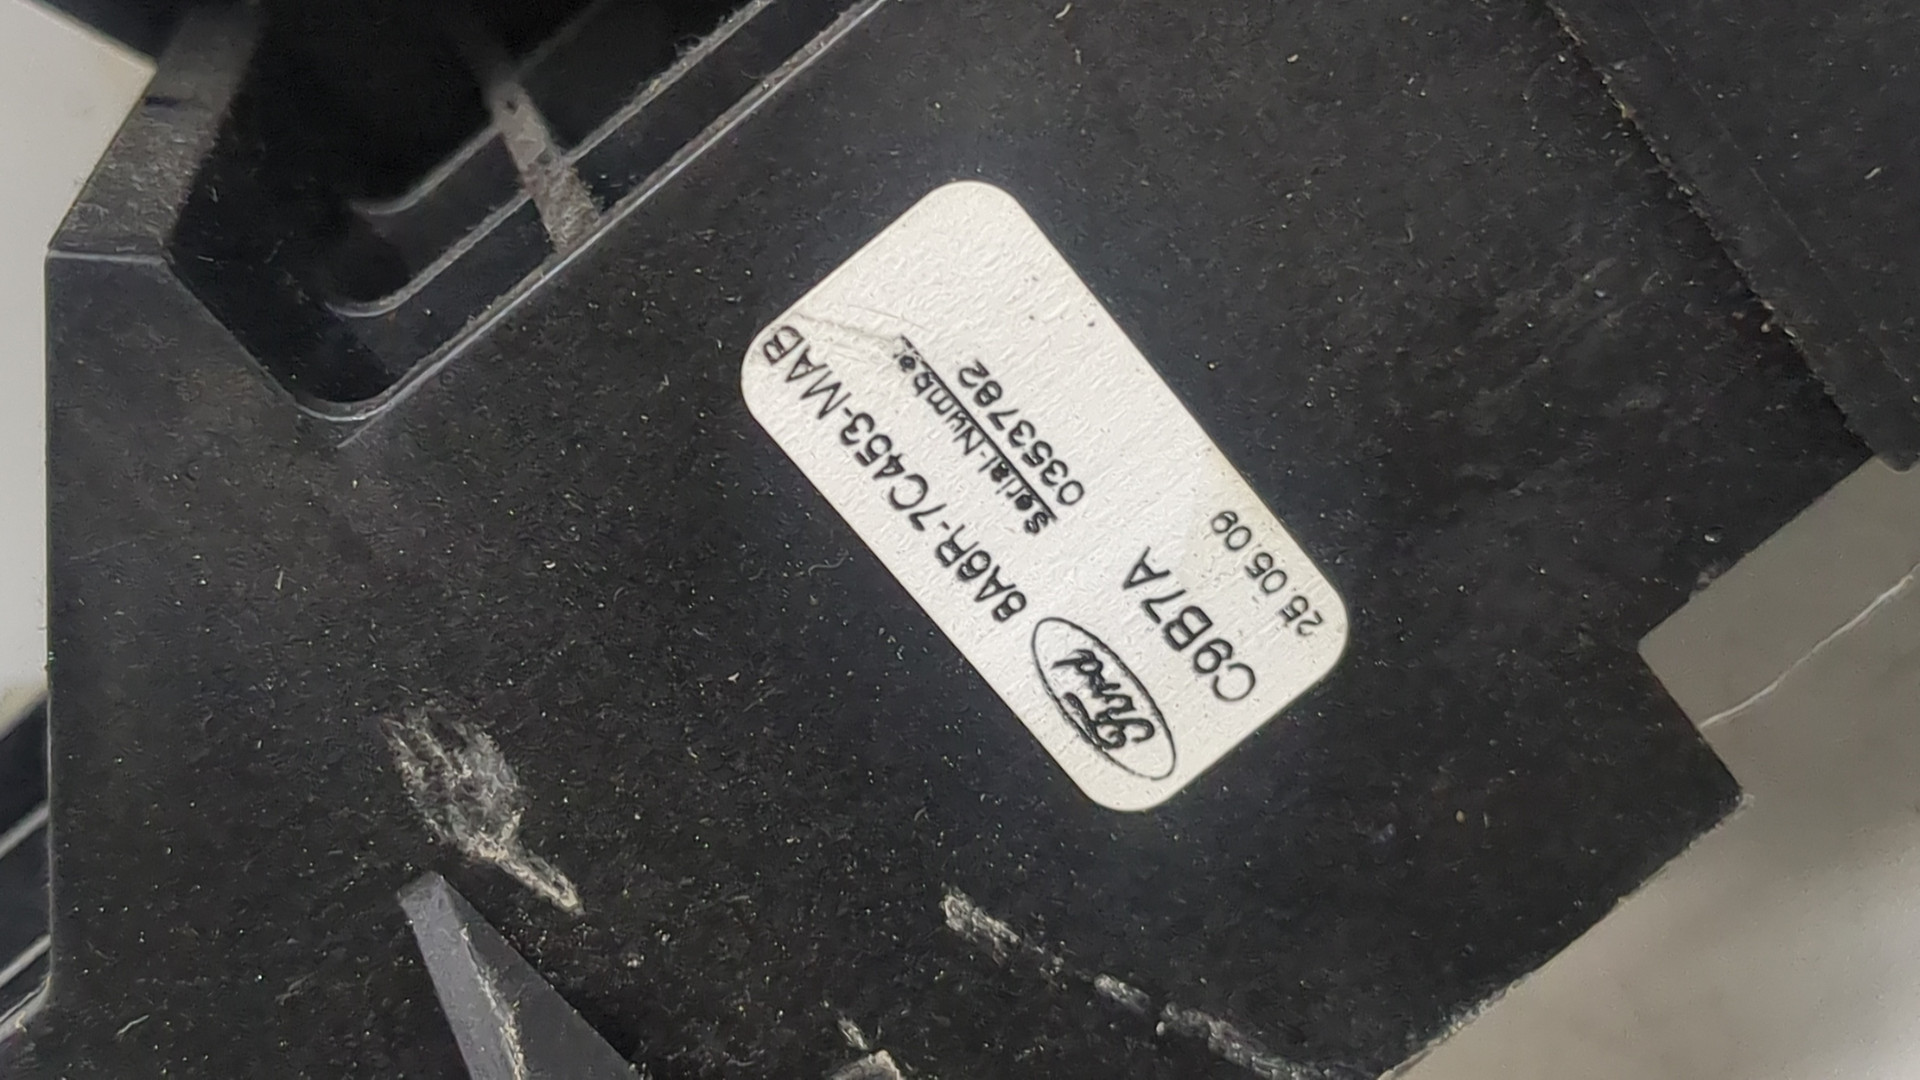 Ford 8A6R-7C453-MAB
Serial-Number
03537782
C9B7A
25.05.09